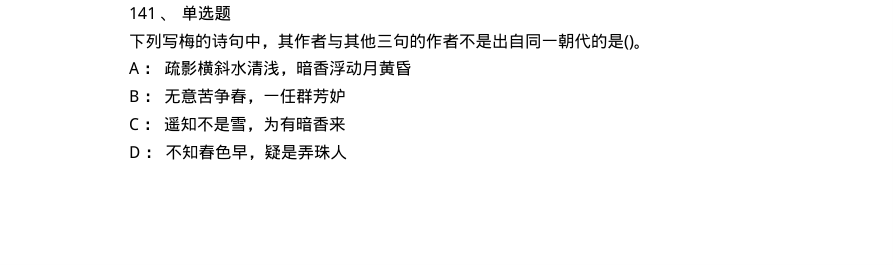 141 、 单选题
下列写梅的诗句中，其作者与其他三句的作者不是出自同一朝代的是()。
A ： 疏影横斜水清浅，暗香浮动月黄昏
B ： 无意苦争春，一任群芳妒
C ： 遥知不是雪，为有暗香来
D ： 不知春色早，疑是弄珠人